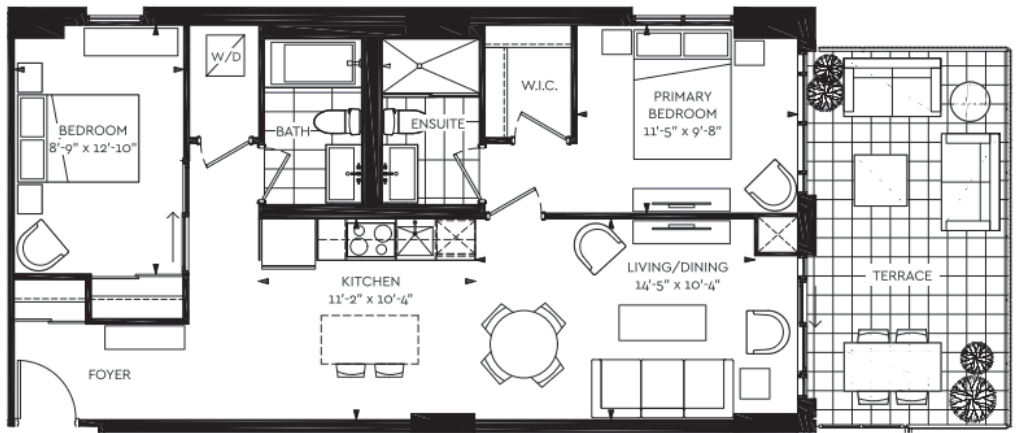 W/D
W.I.C.
PRIMARY
BEDROOM
11'-5" x 9'-8"
BEDROOM
8'-9" x 12'-10"
BATH
ENSUITE
KITCHEN
11'-2" x 10'-4"
LIVING/DINING
14'-5" x 10'-4"
TERRACE
FOYER